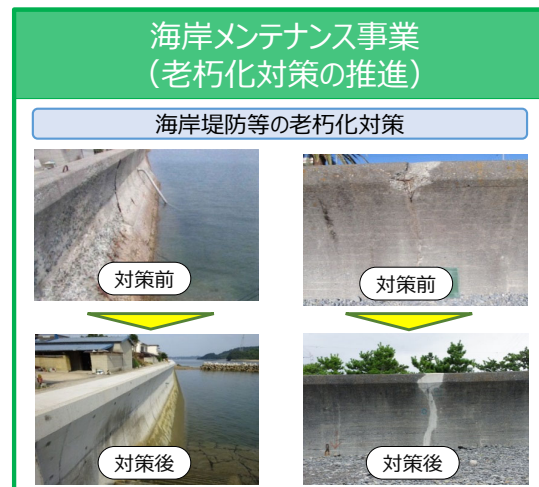 海岸メンテナンス事業
（老朽化対策の推進）
海岸堤防等の老朽化対策
対策前
対策前
対策後
対策後